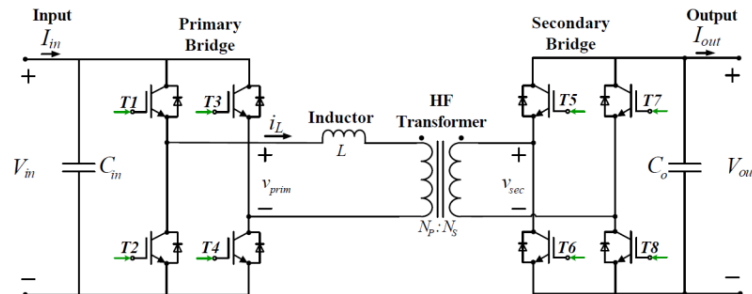 Input
Primary
Bridge
Secondary
Bridge
Output
I_in
I_out
T1
T3
Inductor
HF
Transformer
T5
T7
i_L
L
+
+
+
+
V_in
C_in
v_prim
v_sec
C_o
V_ou
−
−
N_P:N_S
T2
T4
T6
T8
−
−